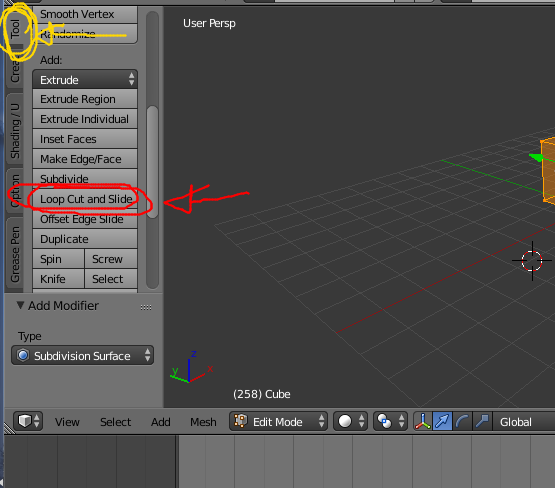 Tool
Smooth Vertex
User Persp
Randomize
Add:
Extrude
Extrude Region
Shading / U
Extrude Individual
Inset Faces
Make Edge/Face
Subdivide
Option
Loop Cut and Slide
Offset Edge Slide
Duplicate
Grease Pen
Spin Screw
Knife Select
Add Modifier
Type
Subdivision Surface
z
y x
(258) Cube
View Select Add Mesh Edit Mode Global